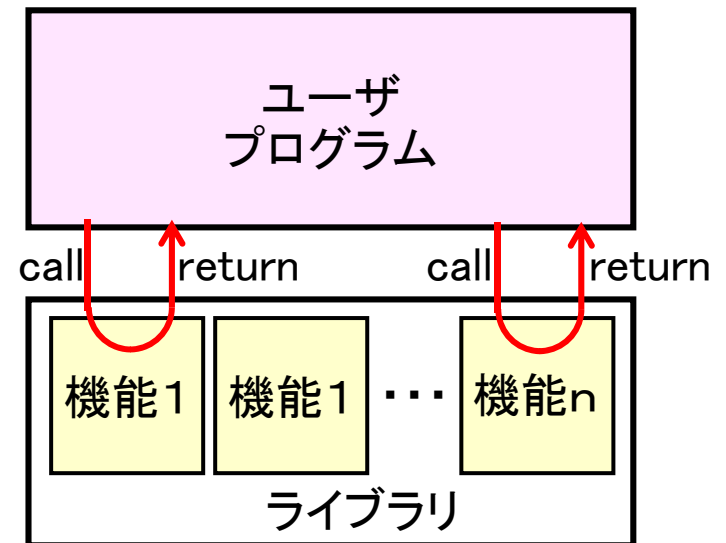 ユーザ
プログラム
call return call return
機能１ 機能１ ･･･ 機能ｎ
ライブラリ